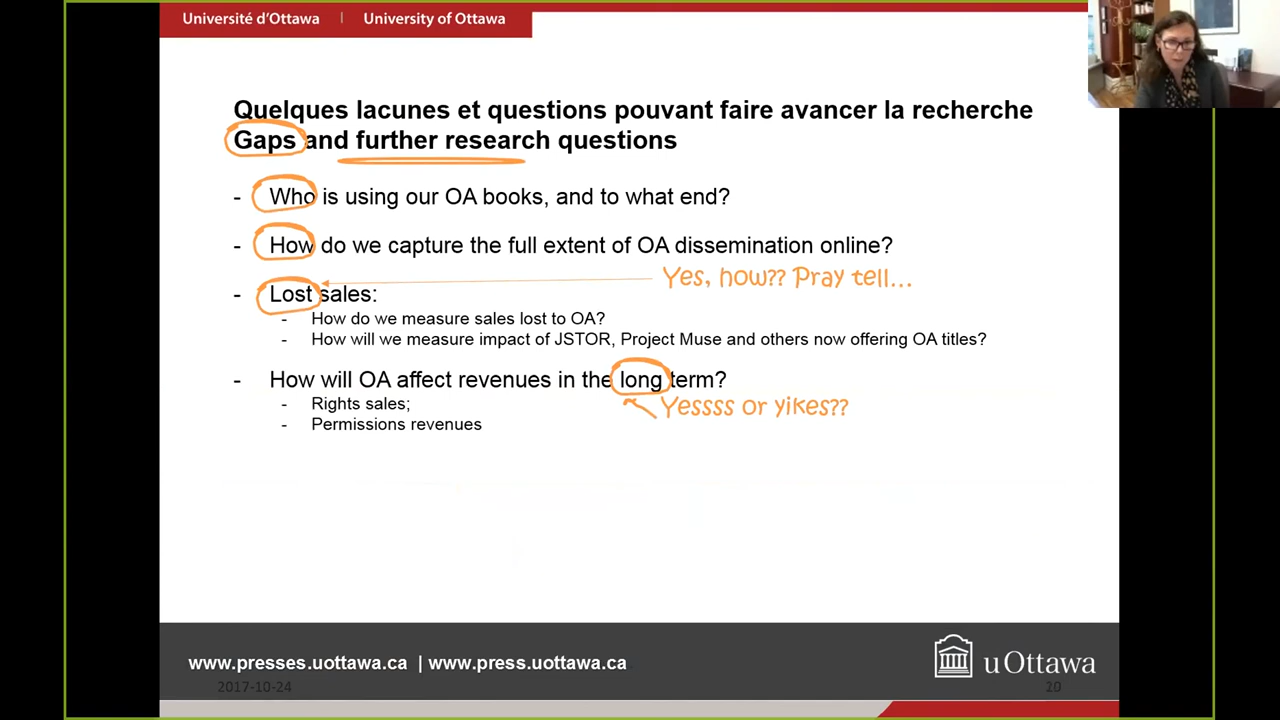 Université d'Ottawa | University of Ottawa
Quelques lacunes et questions pouvant faire avancer la recherche
Gaps and further research questions
- Who is using our OA books, and to what end?
- How do we capture the full extent of OA dissemination online?
Yes, how?? Pray tell...
- Lost sales:
- How do we measure sales lost to OA?
- How will we measure impact of JSTOR, Project Muse and others now offering OA titles?
- How will OA affect revenues in the long term?
- Rights sales;
Yessss or yikes??
- Permissions revenues
www.presses.uottawa.ca | www.press.uottawa.ca
uOttawa
2017-10-24
20